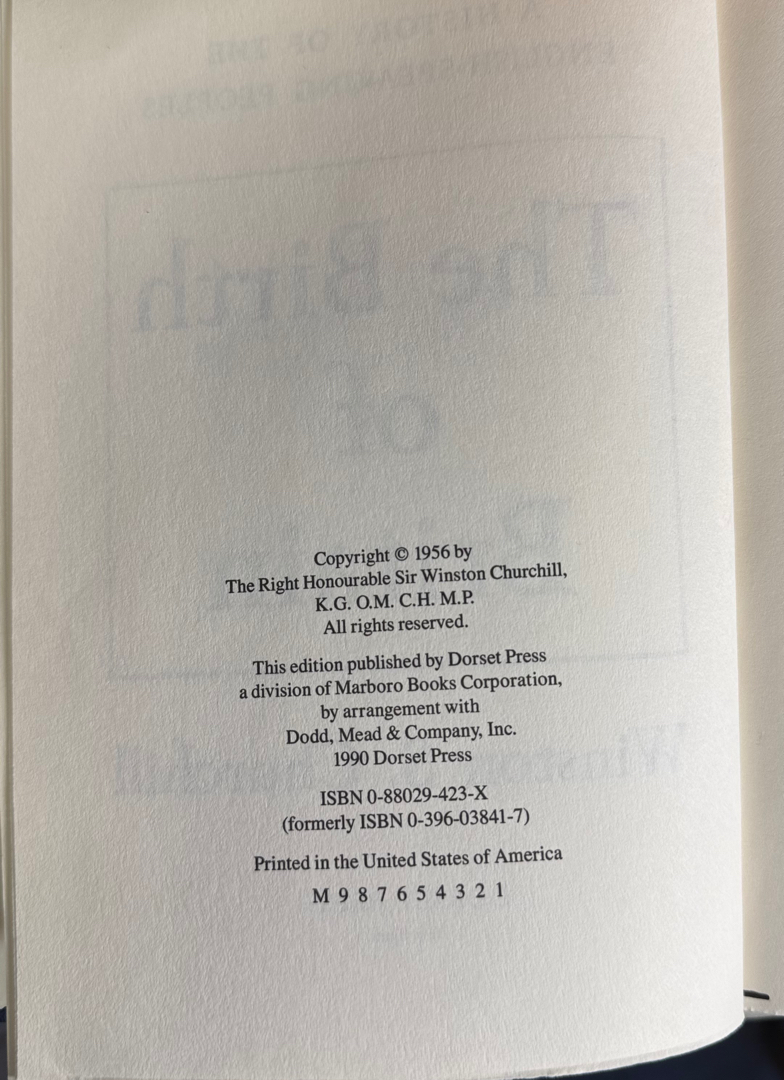 Copyright © 1956 by
The Right Honourable Sir Winston Churchill,
K.G. O.M. C.H. M.P.
All rights reserved.
This edition published by Dorset Press
a division of Marboro Books Corporation,
by arrangement with
Dodd, Mead & Company, Inc.
1990 Dorset Press
ISBN 0-88029-423-X
(formerly ISBN 0-396-03841-7)
Printed in the United States of America
M 9 8 7 6 5 4 3 2 1